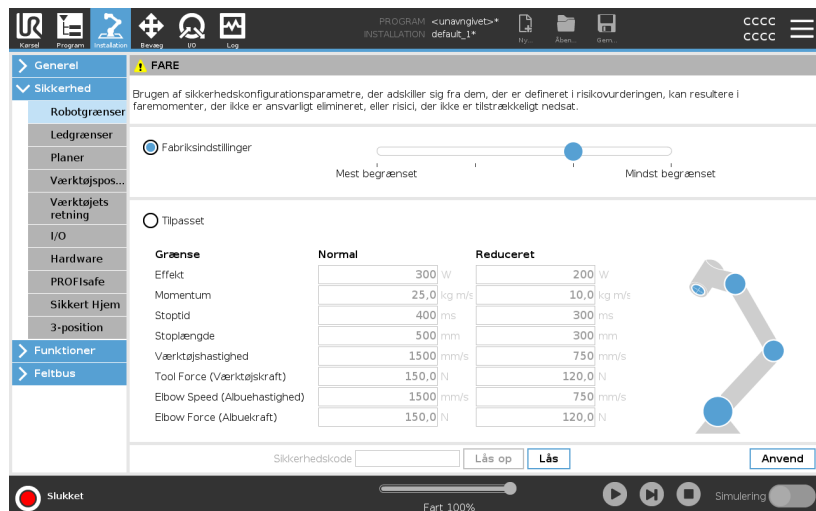 UR
PROGRAM <unavngivet>*
INSTALLATION default_1*
CCCC
CCCC
Kørsel
Program
Installation
Bevæg
I/O
Log
Ny...
Åben...
Gem...
Generel
Sikkerhed
Robotgrænser
Ledgrænser
Planer
Værktøjspos...
Værktøjets
retning
I/O
Hardware
PROFIsafe
Sikkert Hjem
3-position
Funktioner
Feltbus
FARE
Brugen af sikkerhedskonfigurationsparametre, der adskiller sig fra dem, der er defineret i risikovurderingen, kan resultere i
faremomenter, der ikke er ansvarligt elimineret, eller risici, der ikke er tilstrækkeligt nedsat.
Fabriksindstillinger
Mest begrænset Mindst begrænset
Tilpasset
Grænse Normal Reduceret
Effekt 300 W 200 W
Momentum 25,0 kg m/s 10,0 kg m/s
Stoptid 400 ms 300 ms
Stoplængde 500 mm 300 mm
Værktøjshastighed 1500 mm/s 750 mm/s
Tool Force (Værktøjskraft) 150,0 N 120,0 N
Elbow Speed (Albuehastighed) 1500 mm/s 750 mm/s
Elbow Force (Albuekraft) 150,0 N 120,0 N
Sikkerhedskode Lås op Lås Anvend
Slukket
Fart 100%
Simulering